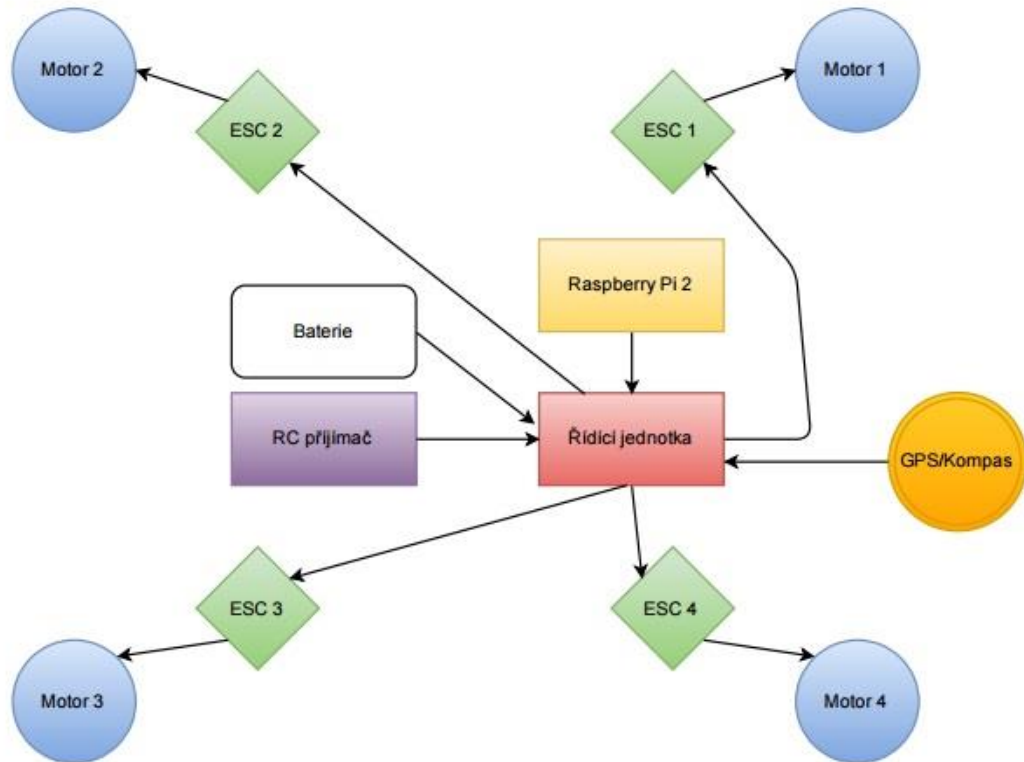 Motor 2
Motor 1
ESC 2
ESC 1
Raspberry Pi 2
Baterie
RC přijímač
Řídící jednotka
GPS/Kompas
ESC 3
ESC 4
Motor 3
Motor 4